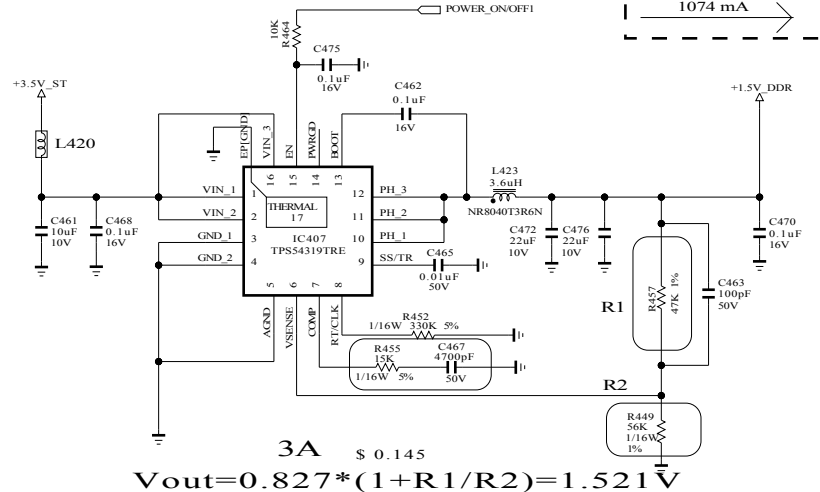 POWER_ON/OFF1
1074 mA
10K
R464
C475
0.1uF
16V
+3.5V_ST
C462
0.1uF
16V
+1.5V_DDR
L420
EP[GND]
VIN_3
EN
PWRGD
BOOT
16
15
14
13
L423
3.6uH
NR8040T3R6N
VIN_1
1
THERMAL
17
12
PH_3
VIN_2
2
11
PH_2
GND_1
3
IC407
10
PH_1
GND_2
4
TPS54319TRE
9
SS/TR
C461
10uF
10V
C468
0.1uF
16V
C465
0.01uF
50V
C472
22uF
10V
C476
22uF
10V
C470
0.1uF
16V
5
6
7
8
AGND
VSENSE
COMP
RT/CLK
R1
R457
47K 1%
C463
100pF
50V
R452
1/16W 330K 5%
R455
15K
1/16W 5%
C467
4700pF
50V
R2
R449
56K
1/16W
1%
3A
$ 0.145
Vout=0.827*(1+R1/R2)=1.521V